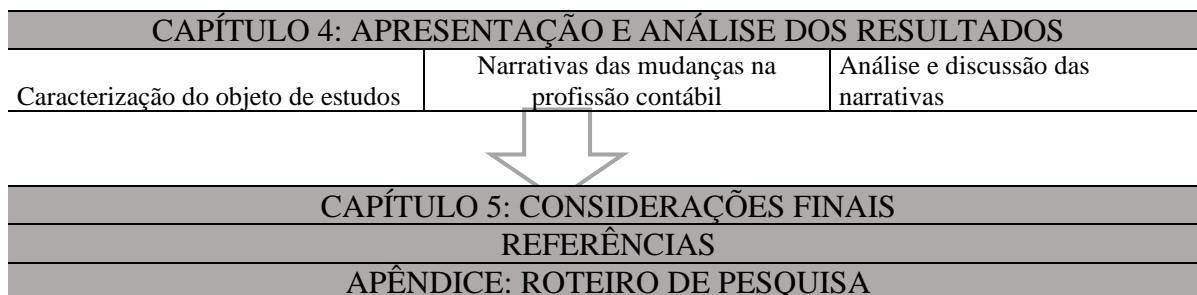 CAPÍTULO 4: APRESENTAÇÃO E ANÁLISE DOS RESULTADOS
Caracterização do objeto de estudos
Narrativas das mudanças na
profissão contábil
Análise e discussão das
narrativas
CAPÍTULO 5: CONSIDERAÇÕES FINAIS
REFERÊNCIAS
APÊNDICE: ROTEIRO DE PESQUISA